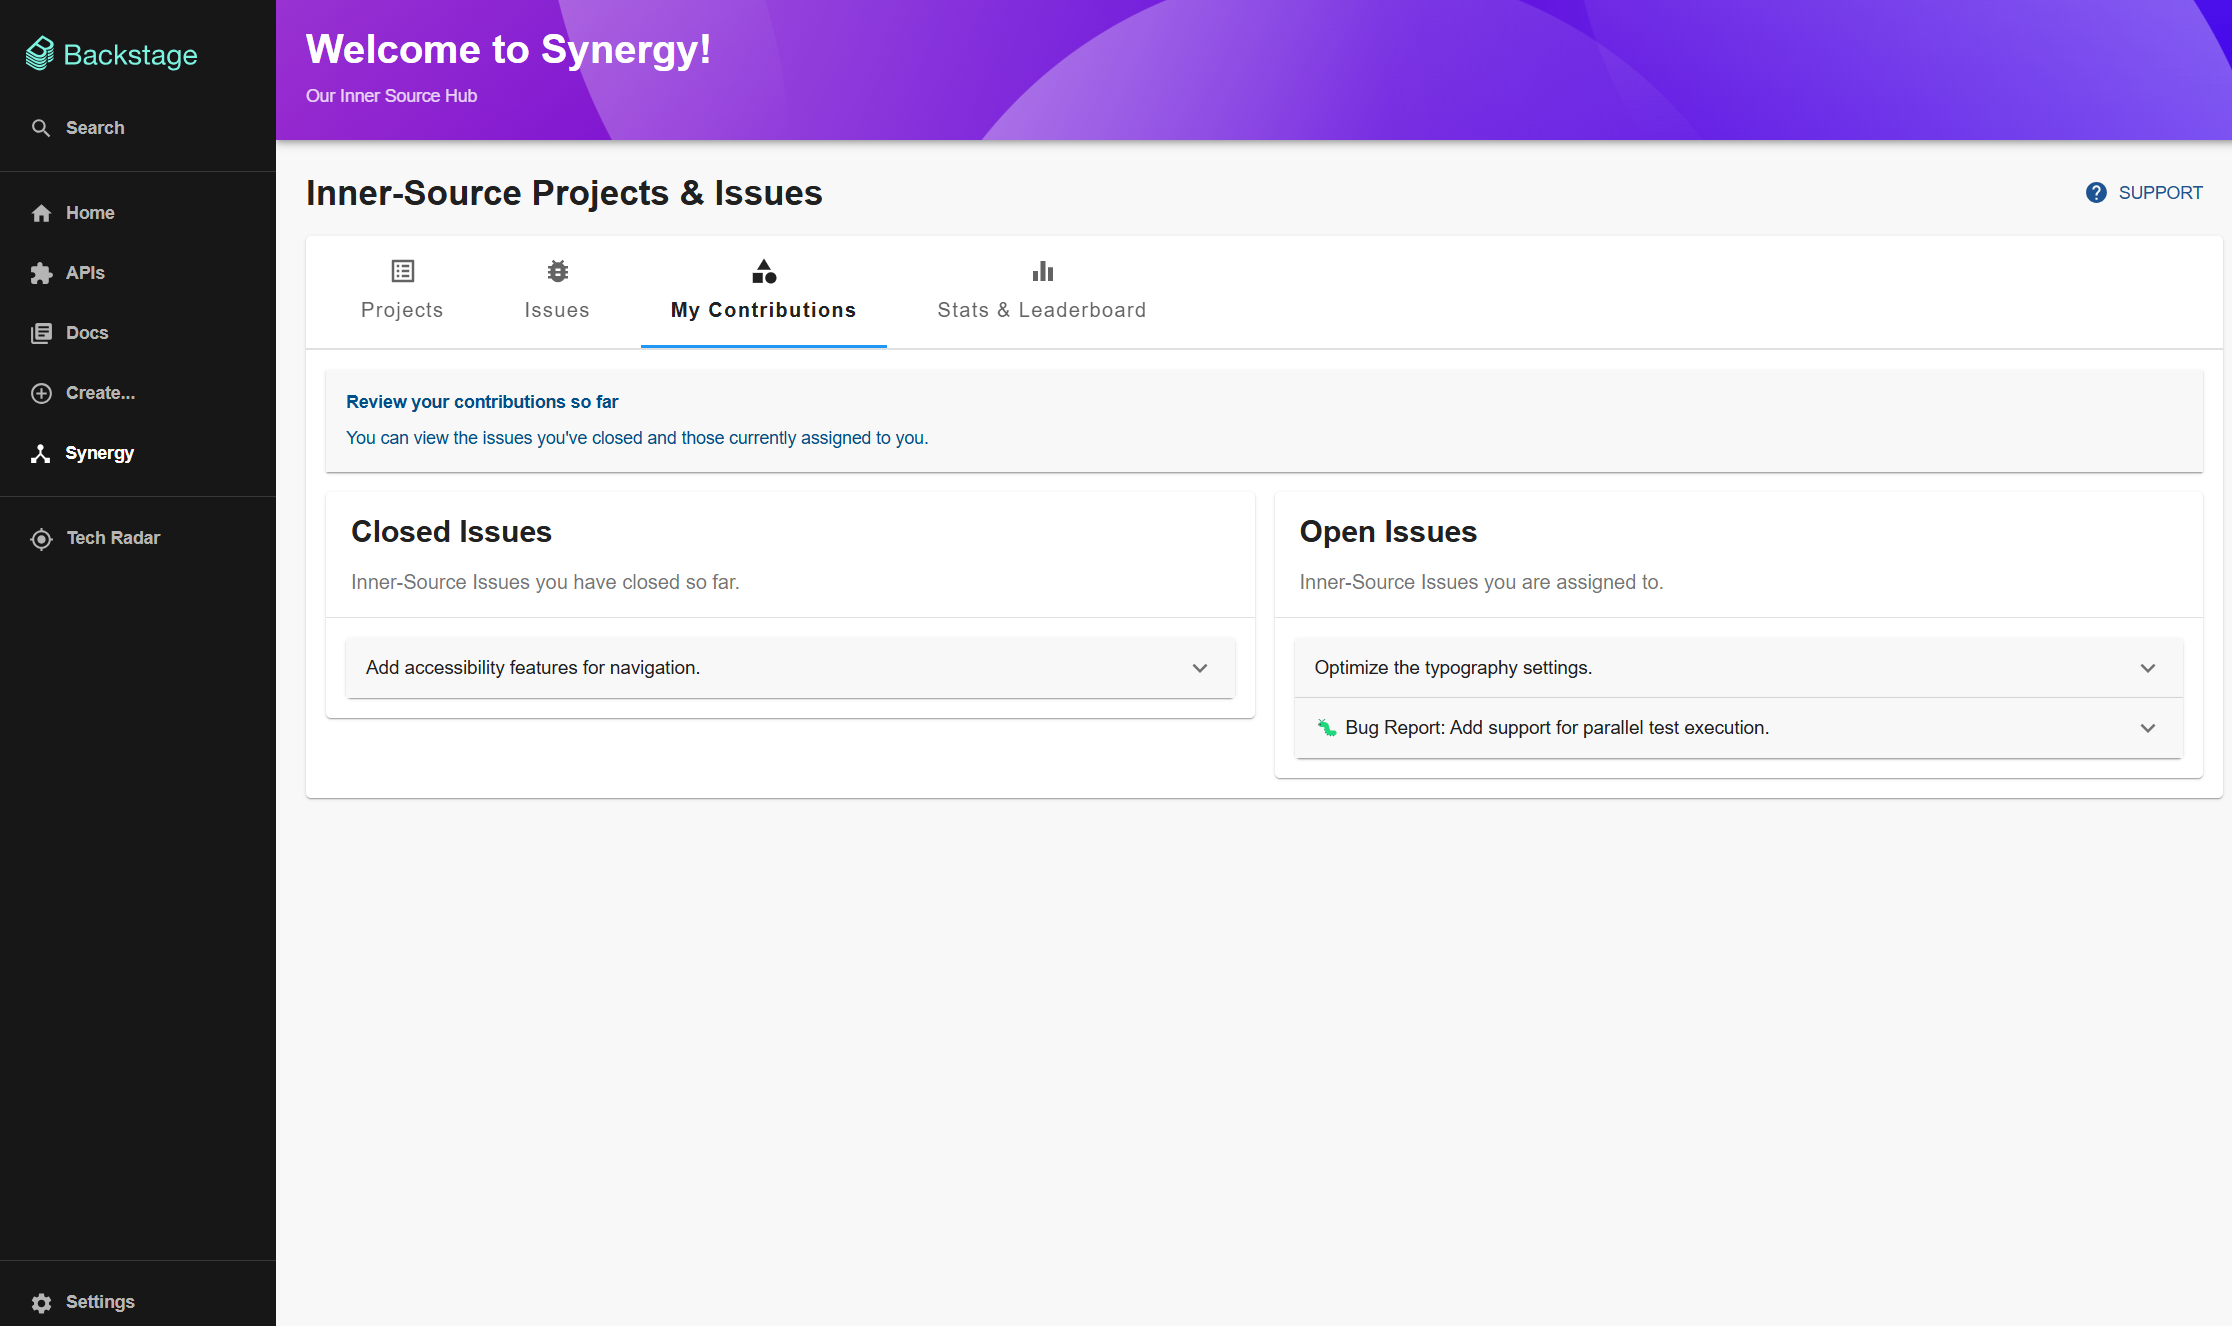 Backstage
Search
Home
APIs
Docs
Create...
Synergy
Tech Radar
Settings
Welcome to Synergy!
Our Inner Source Hub
Inner-Source Projects & Issues
SUPPORT
Projects
Issues
My Contributions
Stats & Leaderboard
Review your contributions so far
You can view the issues you've closed and those currently assigned to you.
Closed Issues
Inner-Source Issues you have closed so far.
Add accessibility features for navigation.
Open Issues
Inner-Source Issues you are assigned to.
Optimize the typography settings.
🐛 Bug Report: Add support for parallel test execution.